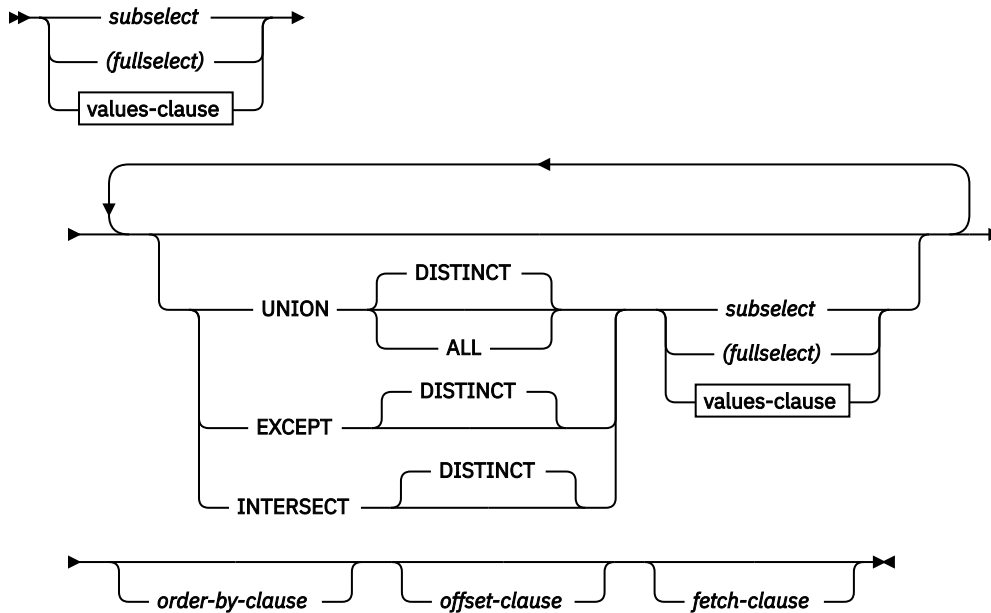 subselect
(fullselect)
values-clause
DISTINCT
UNION
subselect
ALL
(fullselect)
DISTINCT
values-clause
EXCEPT
DISTINCT
INTERSECT
order-by-clause offset-clause fetch-clause